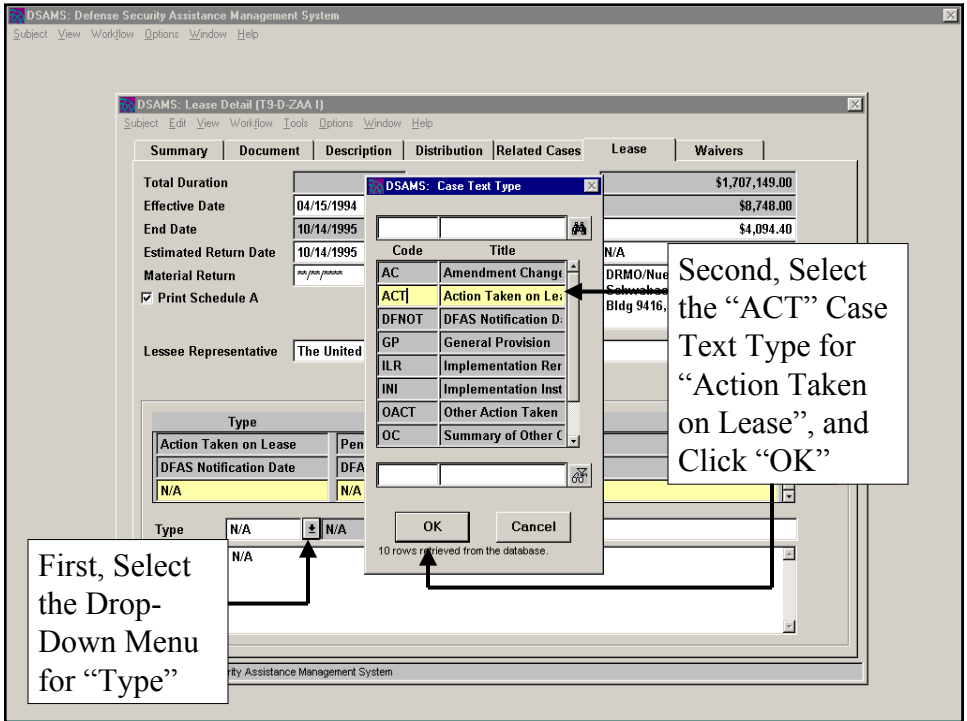 DSAMS: Defense Security Assistance Management System
Subject View Workflow Options Window Help
DSAMS: Lease Detail (T9-D-ZAA I)
Subject Edit View Workflow Tools Options Window Help
Summary Document Description Distribution Related Cases Lease Waivers
Total Duration $1,707,149.00
Effective Date 04/15/1994 $8,748.00
End Date 10/14/1995 $4,094.40
Estimated Return Date 10/14/1995 N/A
Material Return **/**/**** DRMO/Nue
Schwabac
Print Schedule A Bldg 9416,
Lessee Representative The United
Type
Action Taken on Lease Pen
DFAS Notification Date DFA
N/A N/A
Type N/A N/A
N/A
DSAMS: Case Text Type
Code Title
AC Amendment Change
ACT Action Taken on Lea
DFNOT DFAS Notification D
GP General Provision
ILR Implementation Rer
INI Implementation Inst
OACT Other Action Taken
OC Summary of Other C
OK Cancel
10 rows retrieved from the database.
Second, Select
the “ACT” Case
Text Type for
“Action Taken
on Lease”, and
Click “OK”
First, Select
the Drop-
Down Menu
for “Type”
rity Assistance Management System